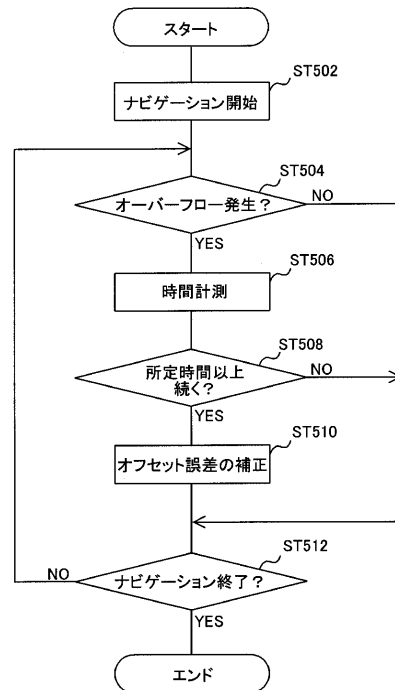 スタート
ST502
ナビゲーション開始
ST504
オーバーフロー発生?
NO
YES
ST506
時間計測
ST508
所定時間以上
続く?
NO
YES
ST510
オフセット誤差の補正
ST512
ナビゲーション終了?
NO
YES
エンド